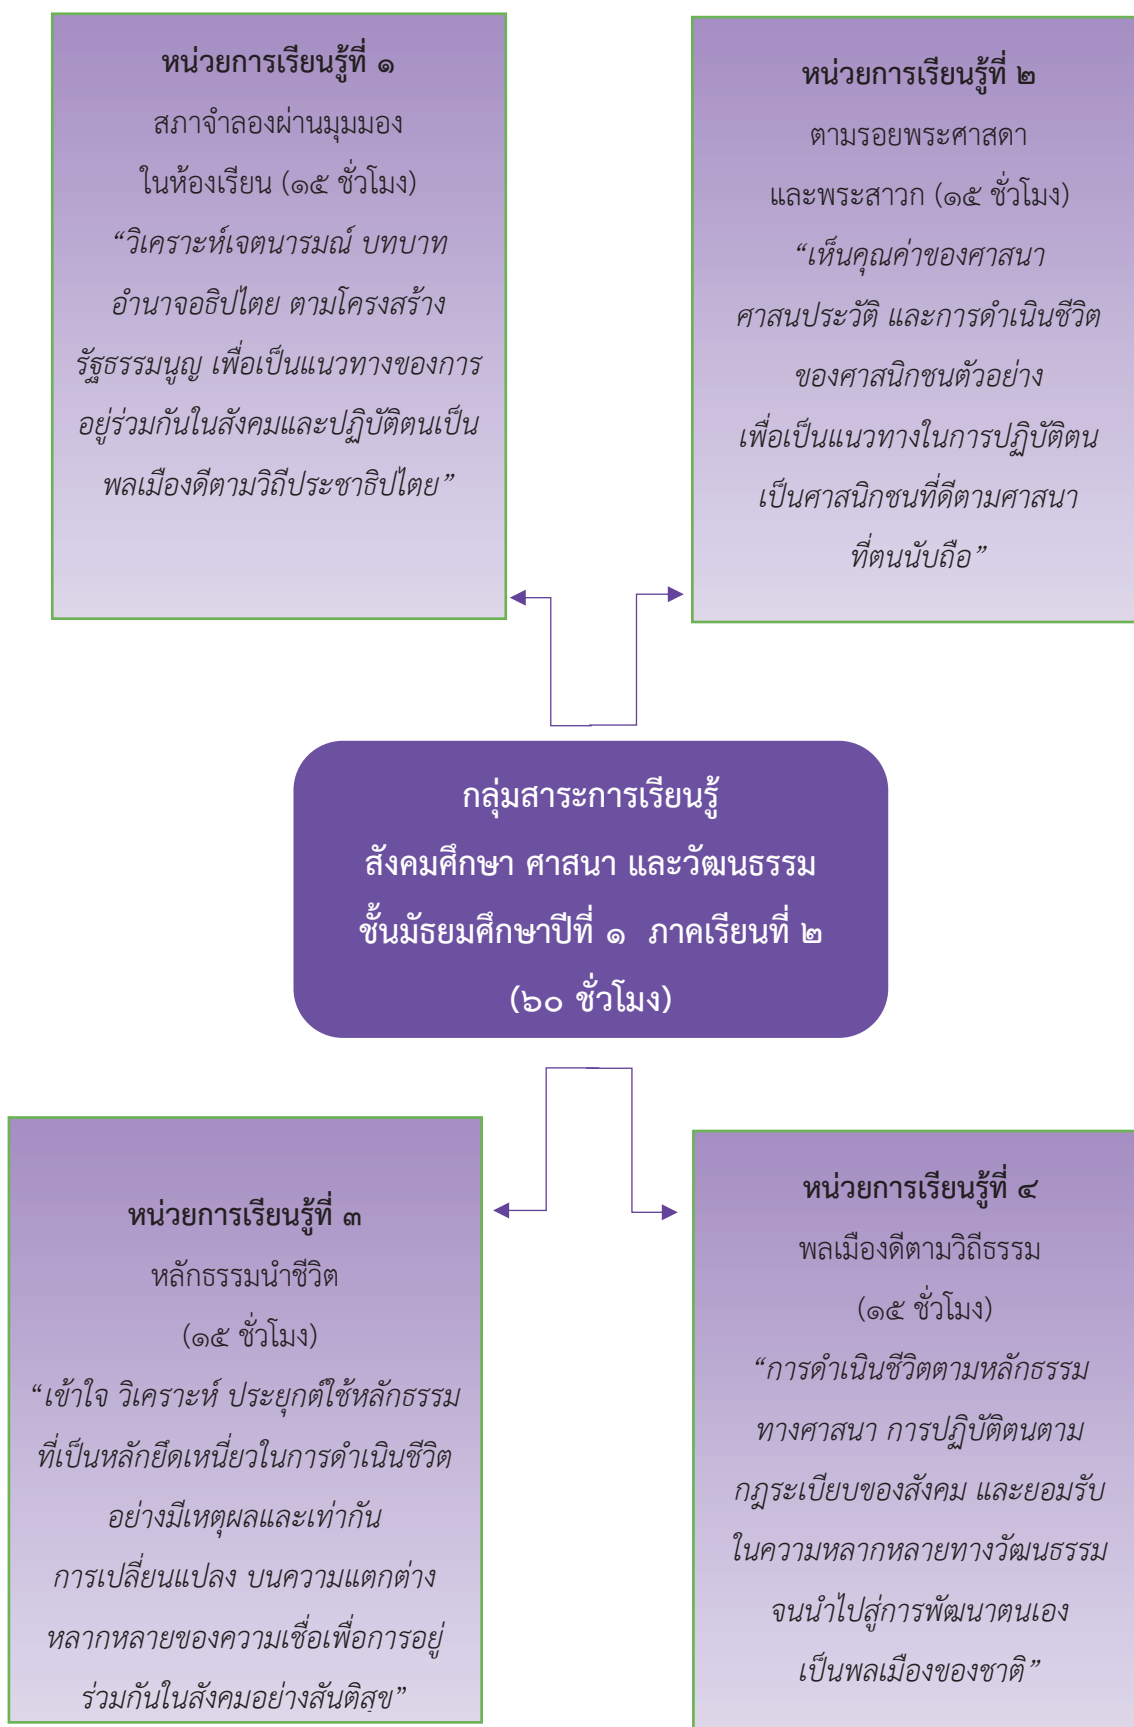 หน่วยการเรียนรู้ที่ ๑
สภาจำลองผ่านมุมมอง
ในห้องเรียน (๑๕ ชั่วโมง)
“วิเคราะห์เจตนารมณ์ บทบาท
อำนาจอธิปไตย ตามโครงสร้าง
รัฐธรรมนูญ เพื่อเป็นแนวทางของการ
อยู่ร่วมกันในสังคมและปฏิบัติตนเป็น
พลเมืองดีตามวิถีประชาธิปไตย”
หน่วยการเรียนรู้ที่ ๒
ตามรอยพระศาสดา
และพระสาวก (๑๕ ชั่วโมง)
“เห็นคุณค่าของศาสนา
ศาสนประวัติ และการดำเนินชีวิต
ของศาสนิกชนตัวอย่าง
เพื่อเป็นแนวทางในการปฏิบัติตน
เป็นศาสนิกชนที่ดีตามศาสนา
ที่ตนนับถือ”
กลุ่มสาระการเรียนรู้
สังคมศึกษา ศาสนา และวัฒนธรรม
ชั้นมัธยมศึกษาปีที่ ๑ ภาคเรียนที่ ๒
(๖๐ ชั่วโมง)
หน่วยการเรียนรู้ที่ ๓
หลักธรรมนำชีวิต
(๑๕ ชั่วโมง)
“เข้าใจ วิเคราะห์ ประยุกต์ใช้หลักธรรม
ที่เป็นหลักยึดเหนี่ยวในการดำเนินชีวิต
อย่างมีเหตุผลและเท่ากัน
การเปลี่ยนแปลง บนความแตกต่าง
หลากหลายของความเชื่อเพื่อการอยู่
ร่วมกันในสังคมอย่างสันติสุข”
หน่วยการเรียนรู้ที่ ๔
พลเมืองดีตามวิถีธรรม
(๑๕ ชั่วโมง)
“การดำเนินชีวิตตามหลักธรรม
ทางศาสนา การปฏิบัติตนตาม
กฎระเบียบของสังคม และยอมรับ
ในความหลากหลายทางวัฒนธรรม
จนนำไปสู่การพัฒนาตนเอง
เป็นพลเมืองของชาติ”